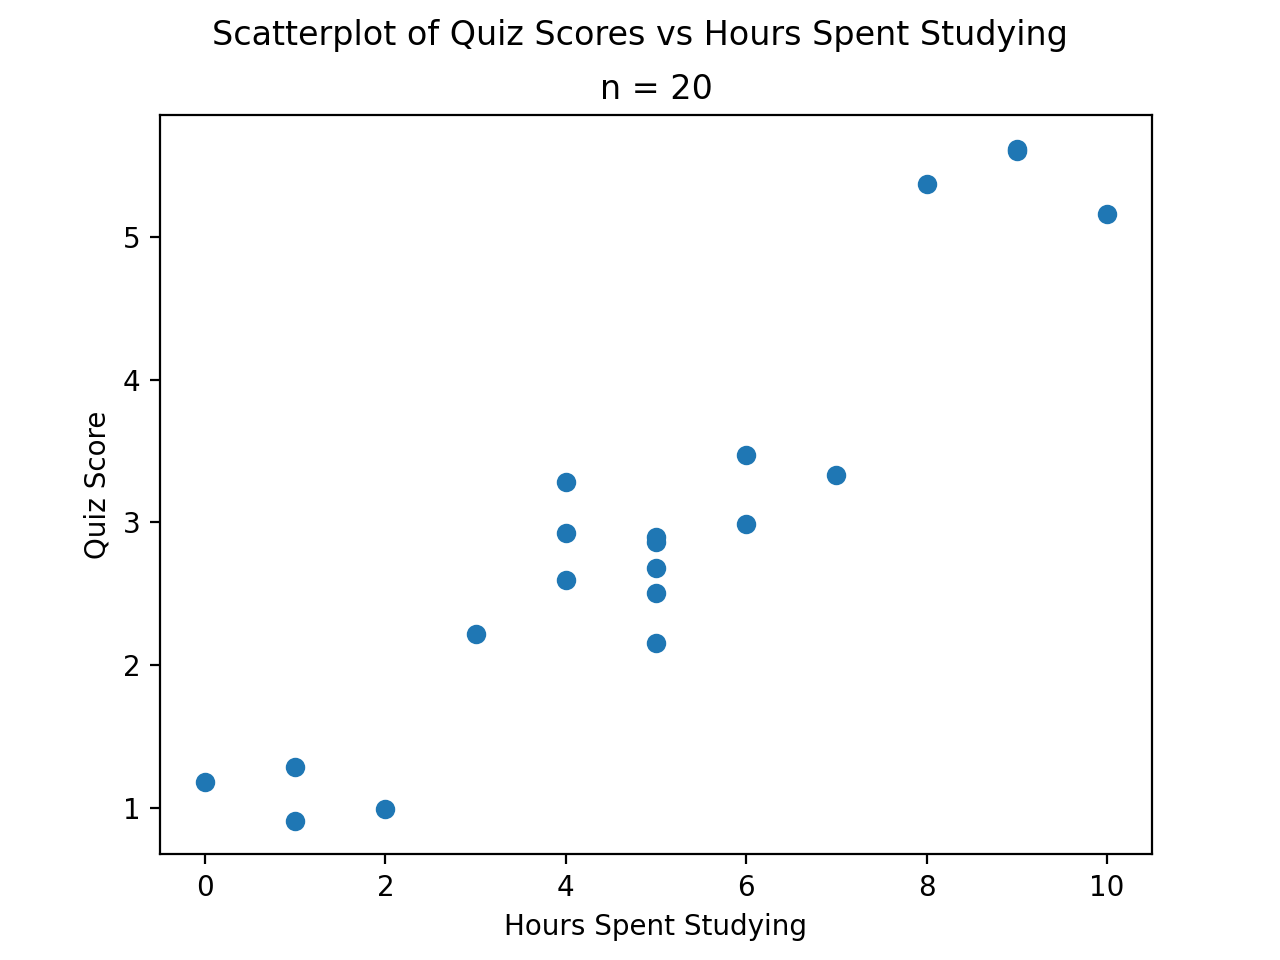 Scatterplot of Quiz Scores vs Hours Spent Studying
n = 20
5
4
3
2
1
Quiz Score
0 2 4 6 8 10
Hours Spent Studying